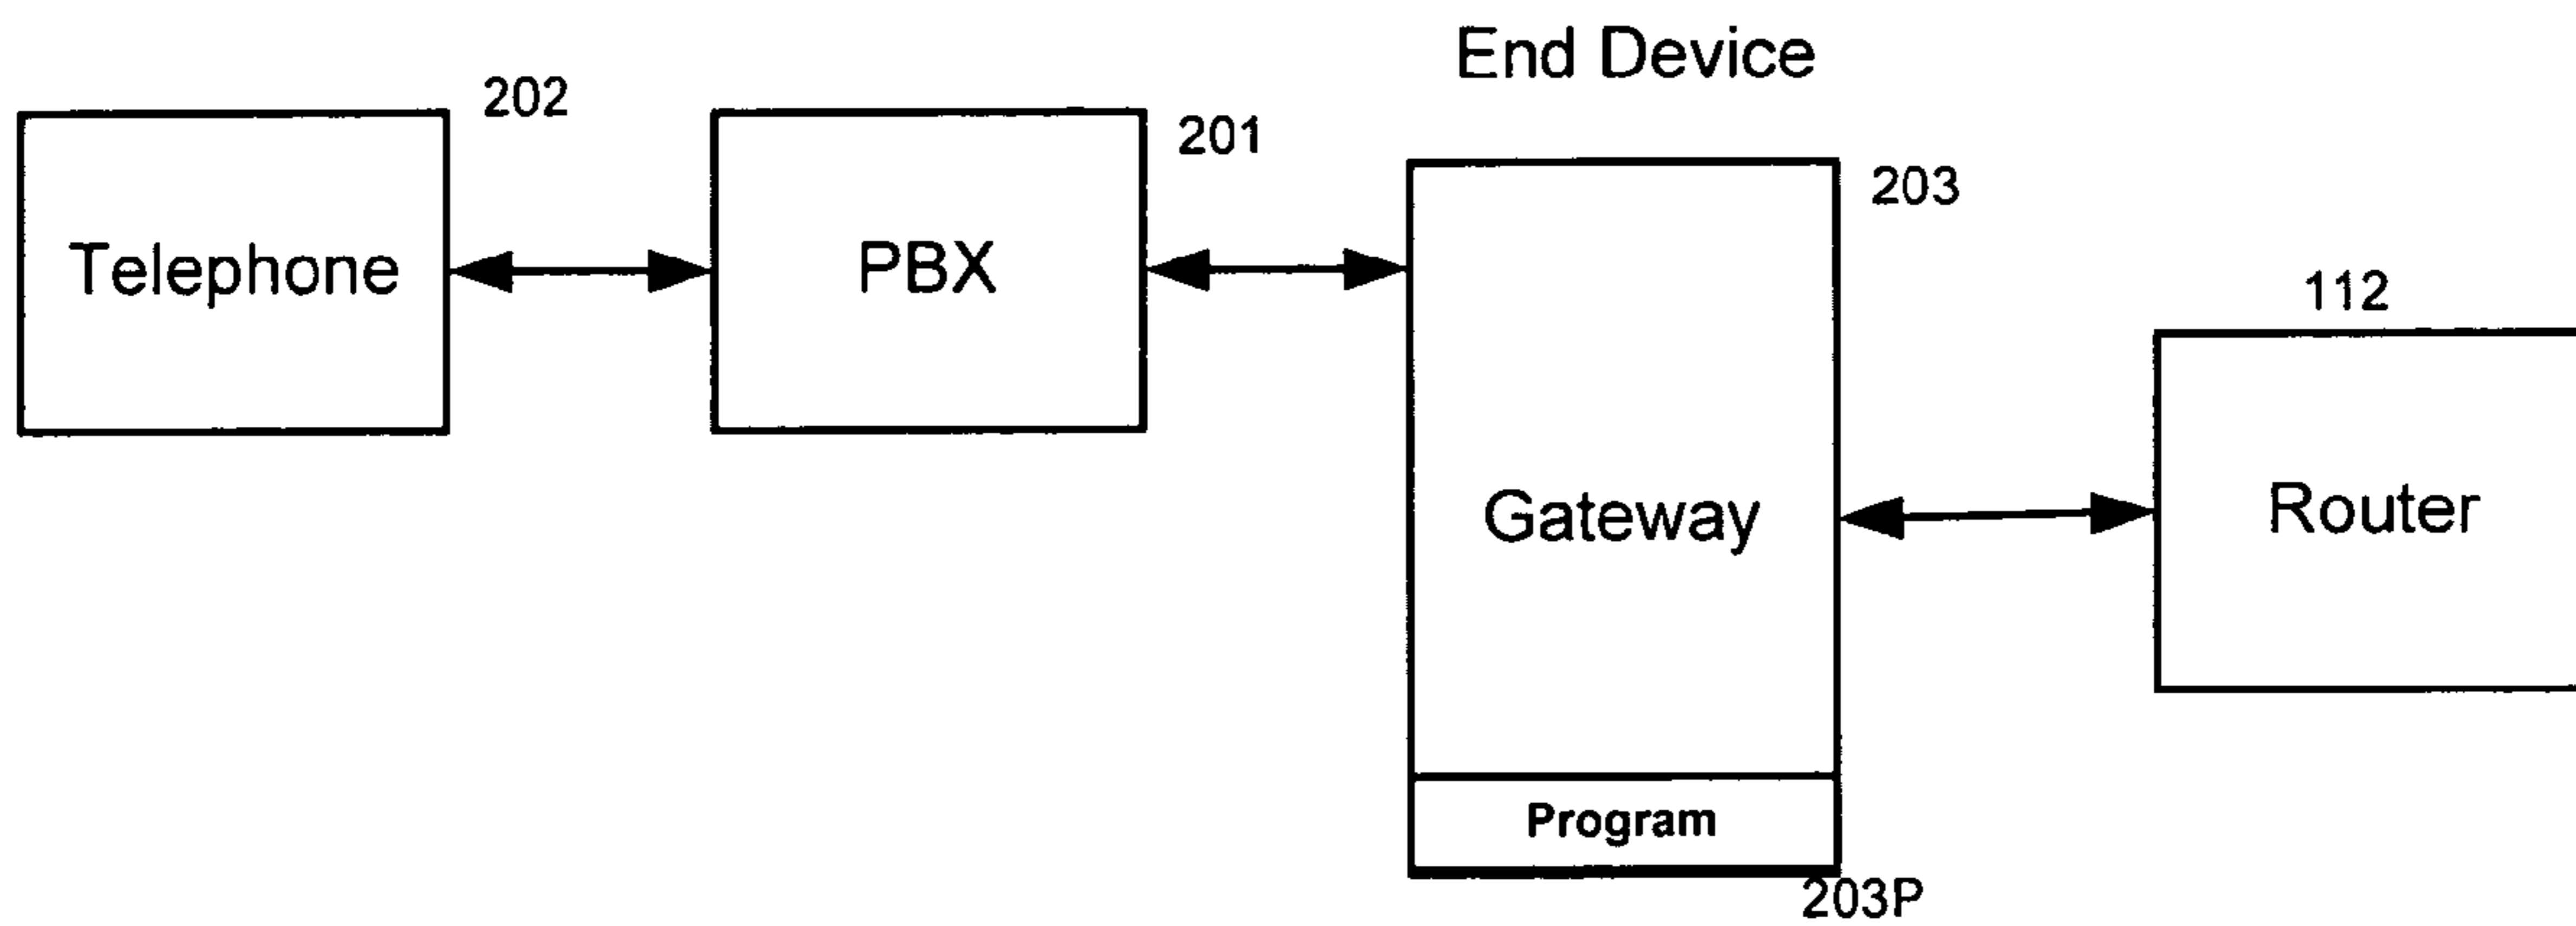 End Device
202
201
203
Telephone
PBX
112
Gateway
Router
Program
203P